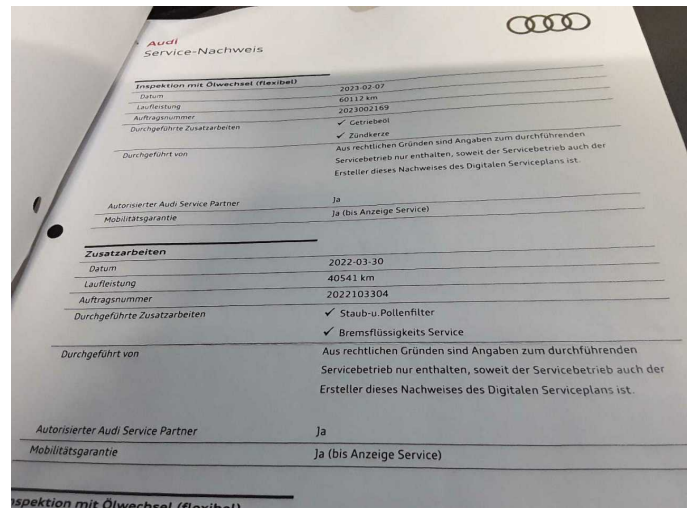 Audi
Service-Nachweis
Inspektion mit Ölwechsel (flexibel)
Datum 2023-02-07
Laufleistung 60112 km
Auftragsnummer 2023002169
Durchgeführte Zusatzarbeiten ✓ Getriebeöl
✓ Zündkerze
Durchgeführt von Aus rechtlichen Gründen sind Angaben zum durchführenden
Servicebetrieb nur enthalten, soweit der Servicebetrieb auch der
Ersteller dieses Nachweises des Digitalen Serviceplans ist.
Autorisierter Audi Service Partner Ja
Mobilitätsgarantie Ja (bis Anzeige Service)
Zusatzarbeiten
Datum 2022-03-30
Laufleistung 40541 km
Auftragsnummer 2022103304
Durchgeführte Zusatzarbeiten ✓ Staub-u.Pollenfilter
✓ Bremsflüssigkeits Service
Durchgeführt von Aus rechtlichen Gründen sind Angaben zum durchführenden
Servicebetrieb nur enthalten, soweit der Servicebetrieb auch der
Ersteller dieses Nachweises des Digitalen Serviceplans ist.
Autorisierter Audi Service Partner Ja
Mobilitätsgarantie Ja (bis Anzeige Service)
Inspektion mit Ölwechsel (flexibel)